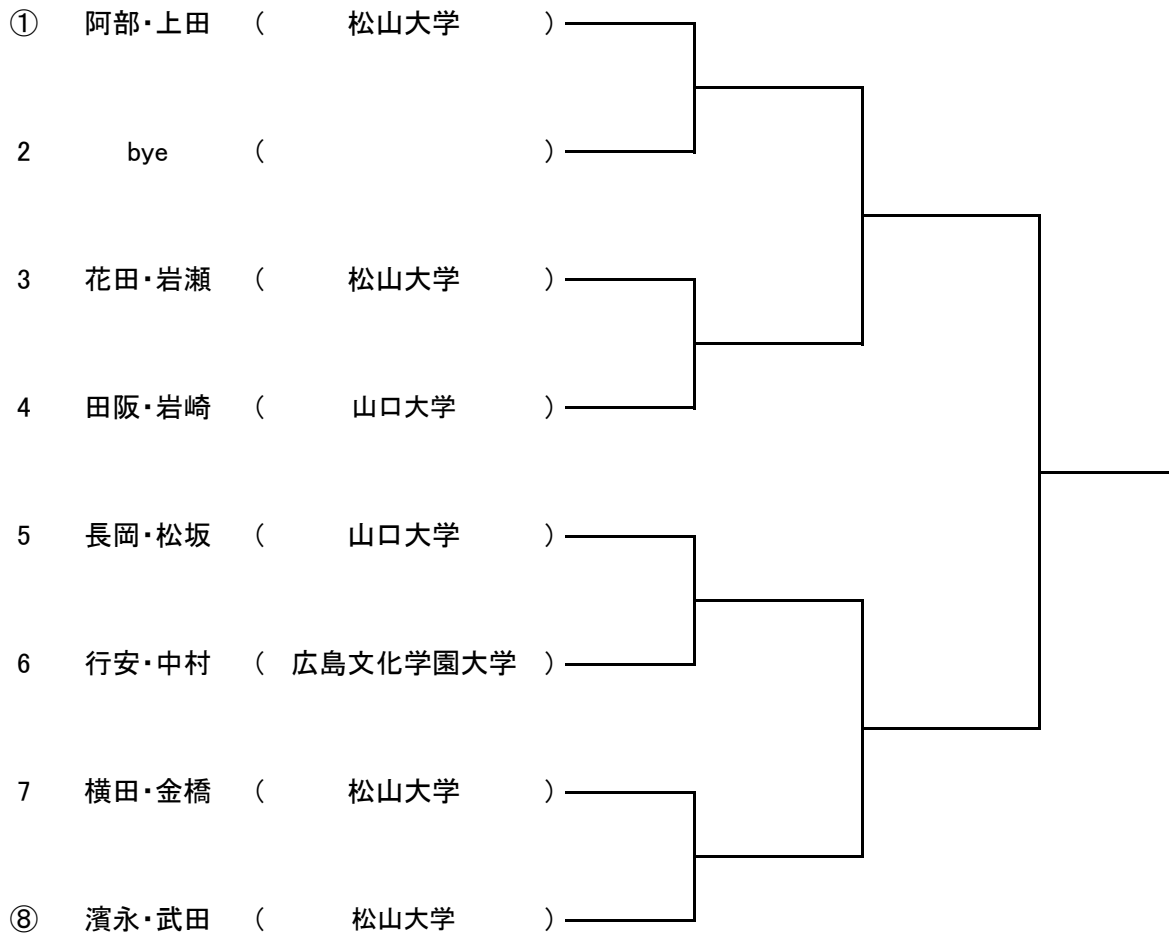 ① 阿部・上田 ( 松山大学 )
2 bye ( )
3 花田・岩瀬 ( 松山大学 )
4 田阪・岩崎 ( 山口大学 )
5 長岡・松坂 ( 山口大学 )
6 行安・中村 ( 広島文化学園大学 )
7 横田・金橋 ( 松山大学 )
⑧ 濱永・武田 ( 松山大学 )